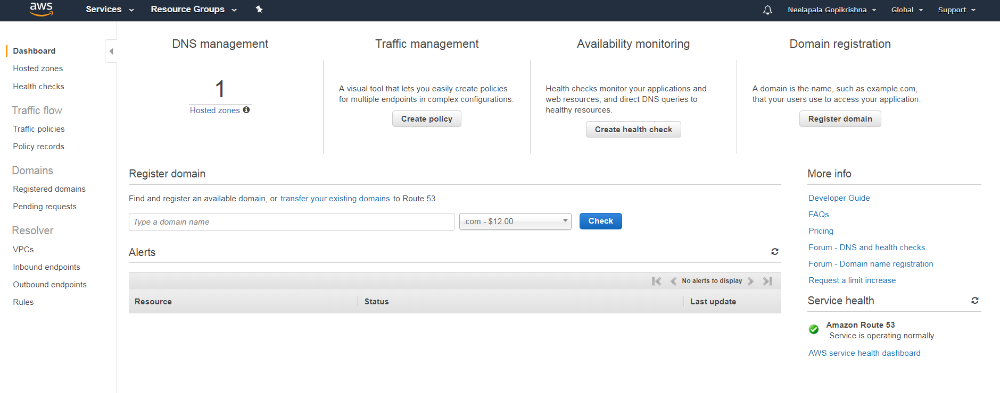 aws
Services
Resource Groups
Neelapala Gopikrishna
Global
Support
Dashboard
Hosted zones
Health checks
Traffic flow
Traffic policies
Policy records
Domains
Registered domains
Pending requests
Resolver
VPCs
Inbound endpoints
Outbound endpoints
Rules
DNS management
1
Hosted zones
Traffic management
A visual tool that lets you easily create policies
for multiple endpoints in complex configurations.
Create policy
Availability monitoring
Health checks monitor your applications and
web resources, and direct DNS queries to
healthy resources.
Create health check
Domain registration
A domain is the name, such as example.com,
that your users use to access your application.
Register domain
Register domain
Find and register an available domain, or transfer your existing domains to Route 53.
Type a domain name
.com - $12.00
Check
Alerts
No alerts to display
Resource
Status
Last update
More info
Developer Guide
FAQs
Pricing
Forum - DNS and health checks
Forum - Domain name registration
Request a limit increase
Service health
Amazon Route 53
Service is operating normally.
AWS service health dashboard